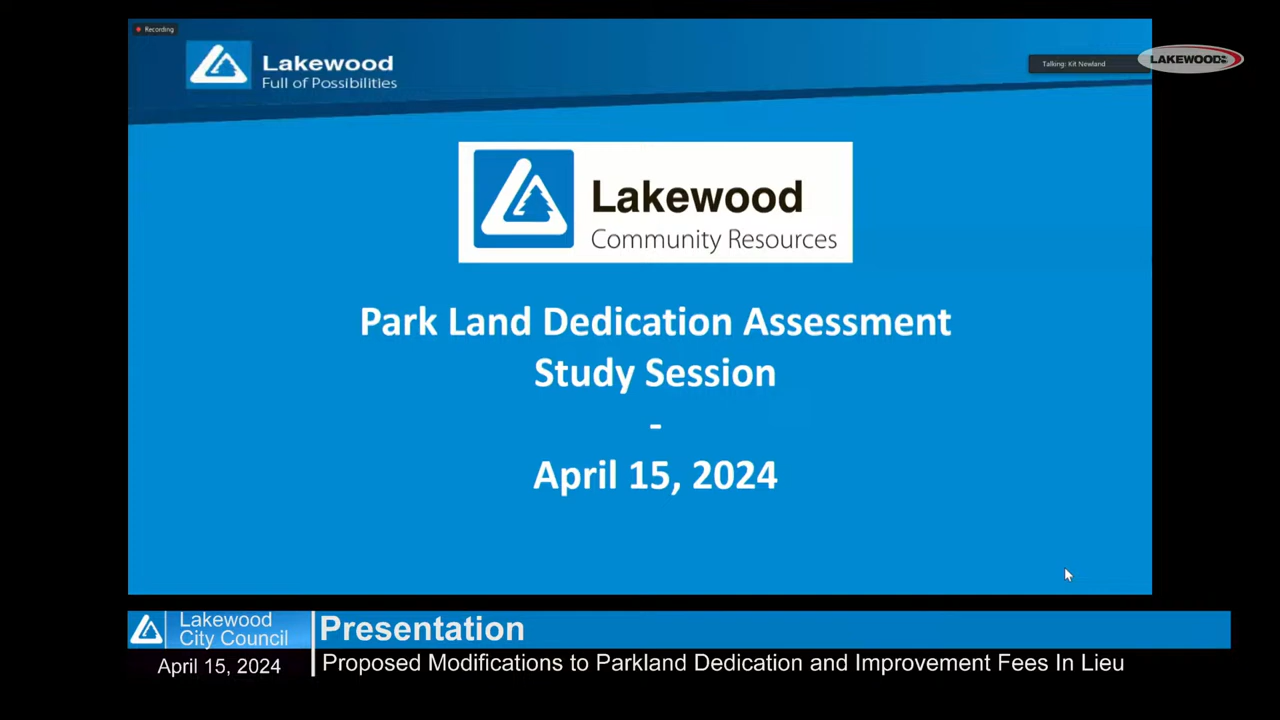 Recording
Lakewood
Full of Possibilities
Talking: Kit Newland
LAKEWOOD
Lakewood
Community Resources
Park Land Dedication Assessment
Study Session
-
April 15, 2024
Lakewood
City Council
April 15, 2024
Presentation
Proposed Modifications to Parkland Dedication and Improvement Fees In Lieu